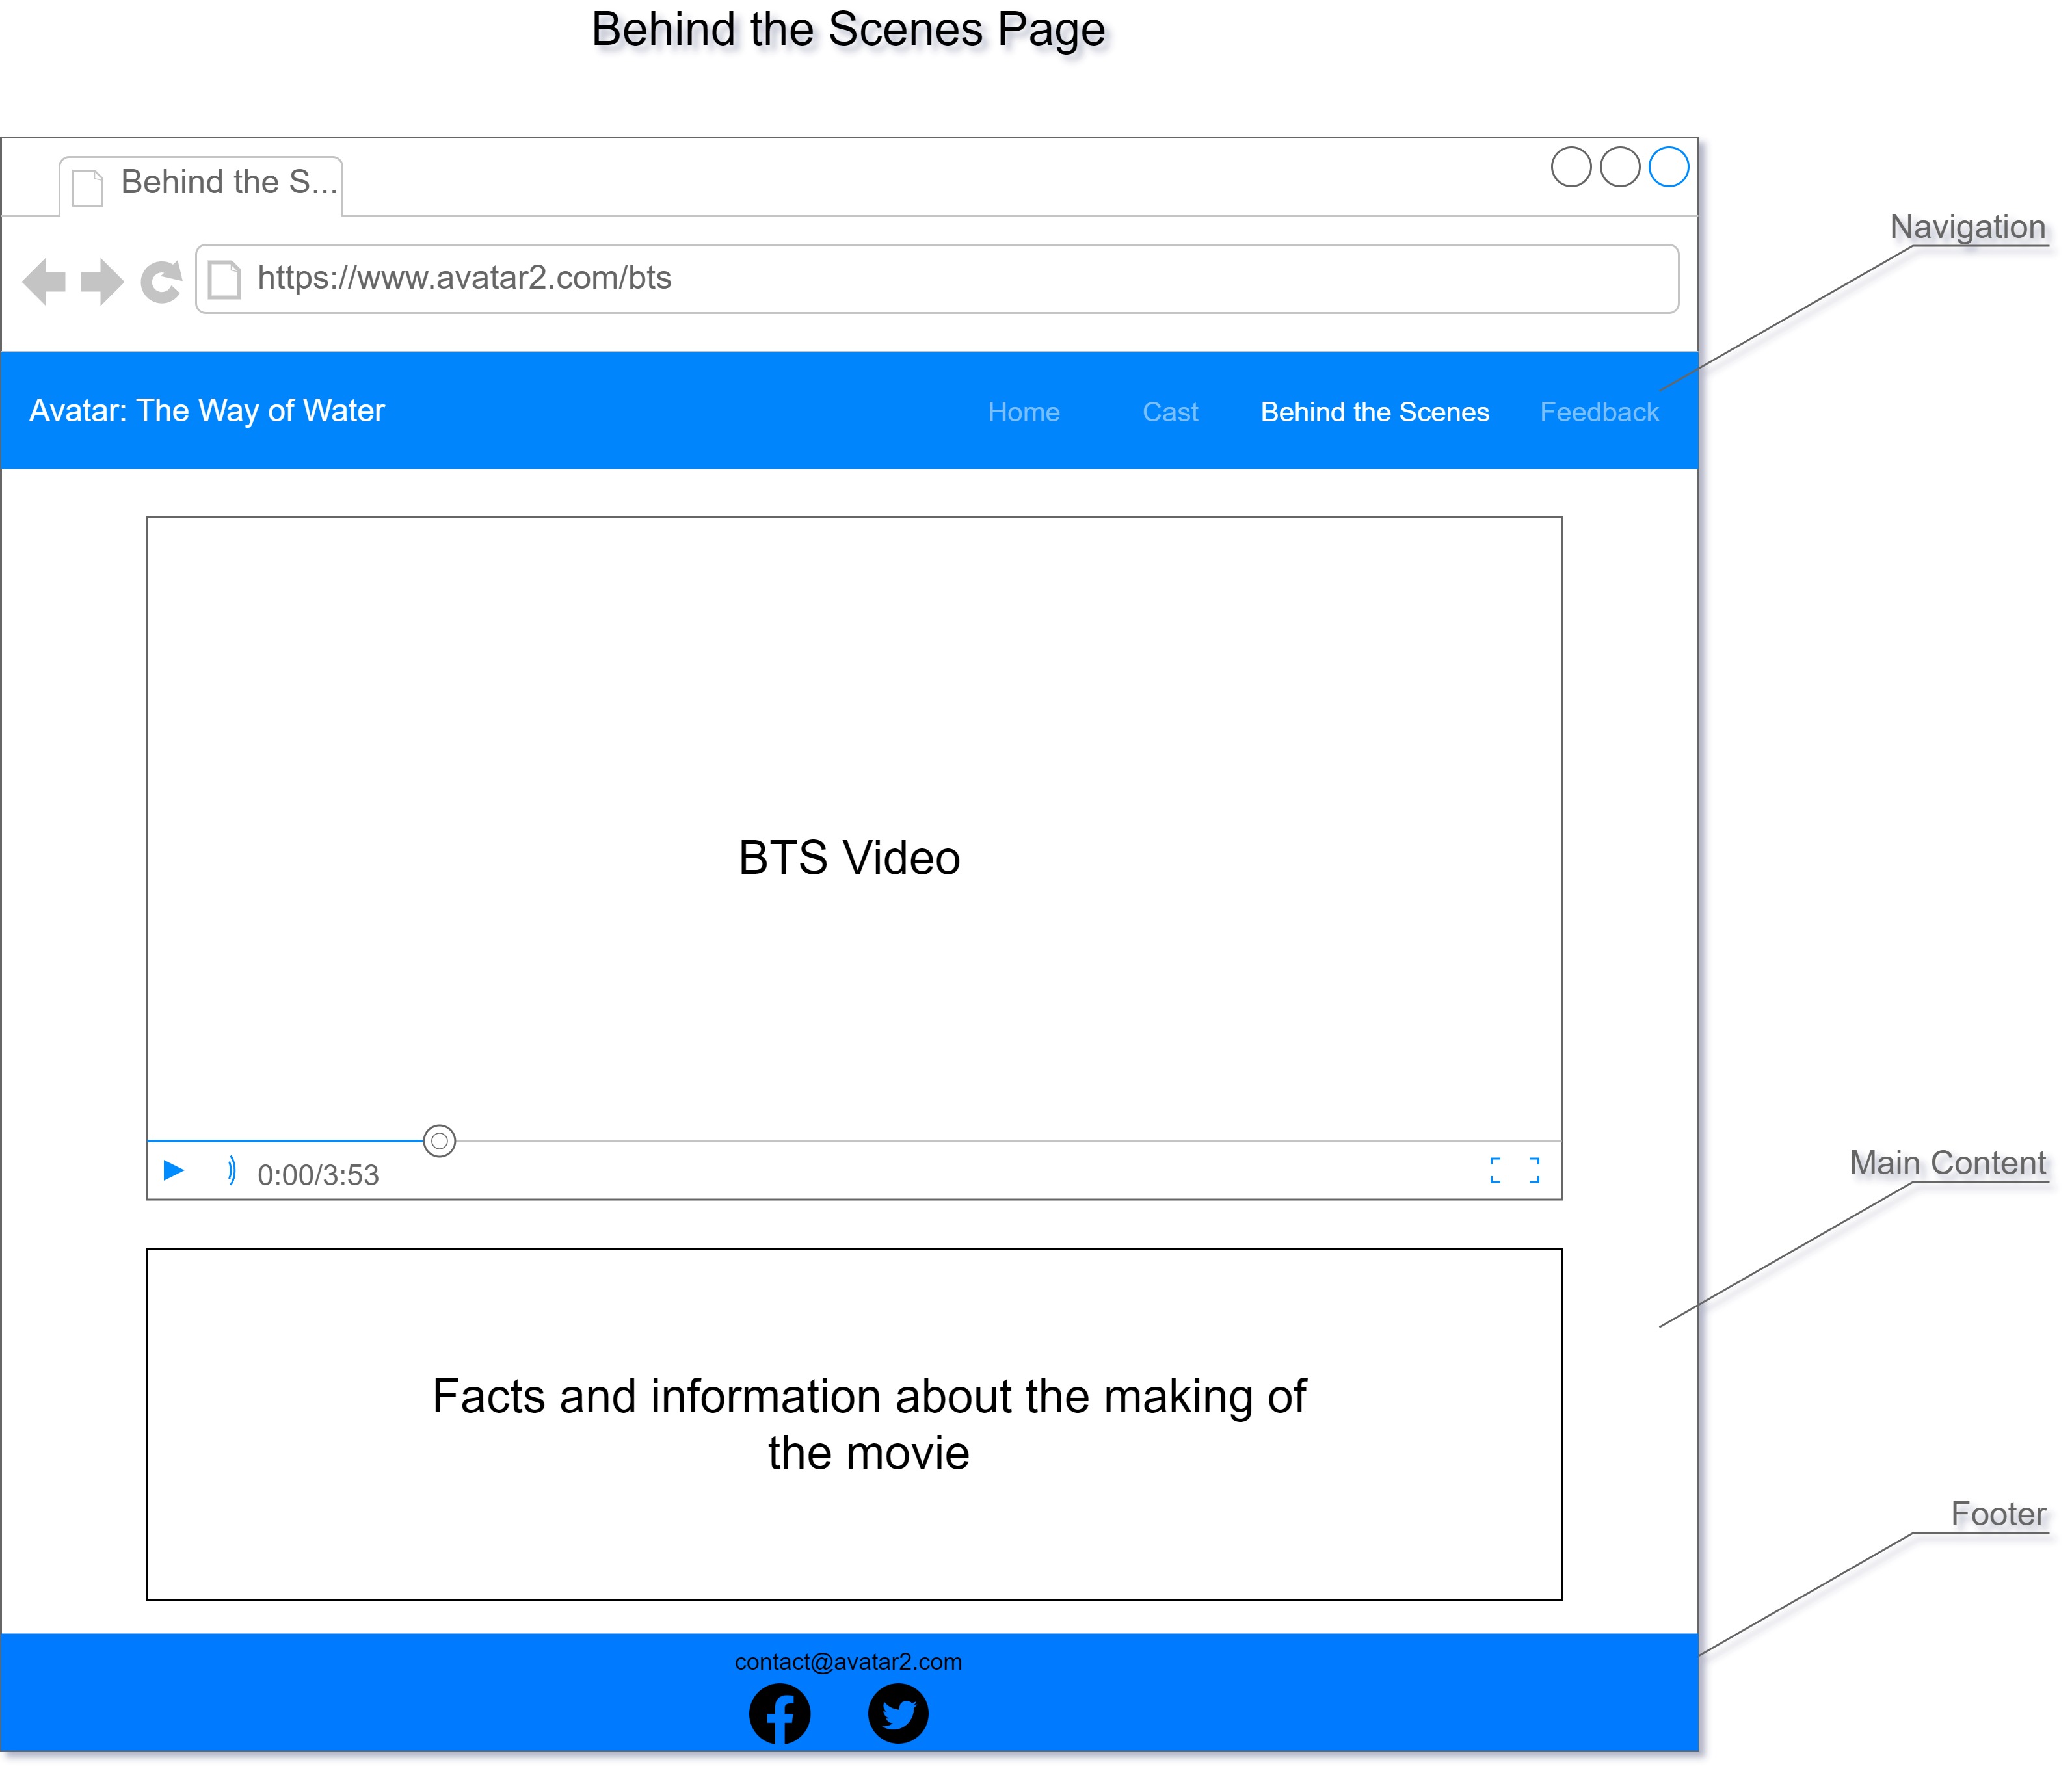 Behind the Scenes Page
Behind the S...
https://www.avatar2.com/bts
Navigation
Avatar: The Way of Water
Home
Cast
Behind the Scenes
Feedback
BTS Video
0:00/3:53
Main Content
Facts and information about the making of
the movie
Footer
contact@avatar2.com